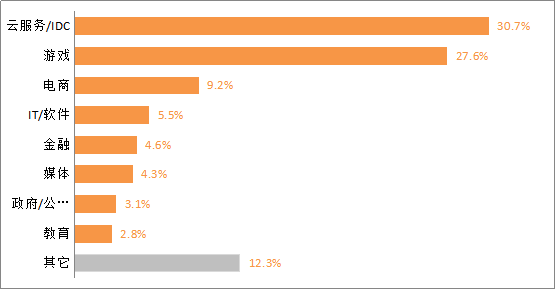 云服务/IDC 30.7%
游戏 27.6%
电商 9.2%
IT/软件 5.5%
金融 4.6%
媒体 4.3%
政府/公… 3.1%
教育 2.8%
其它 12.3%